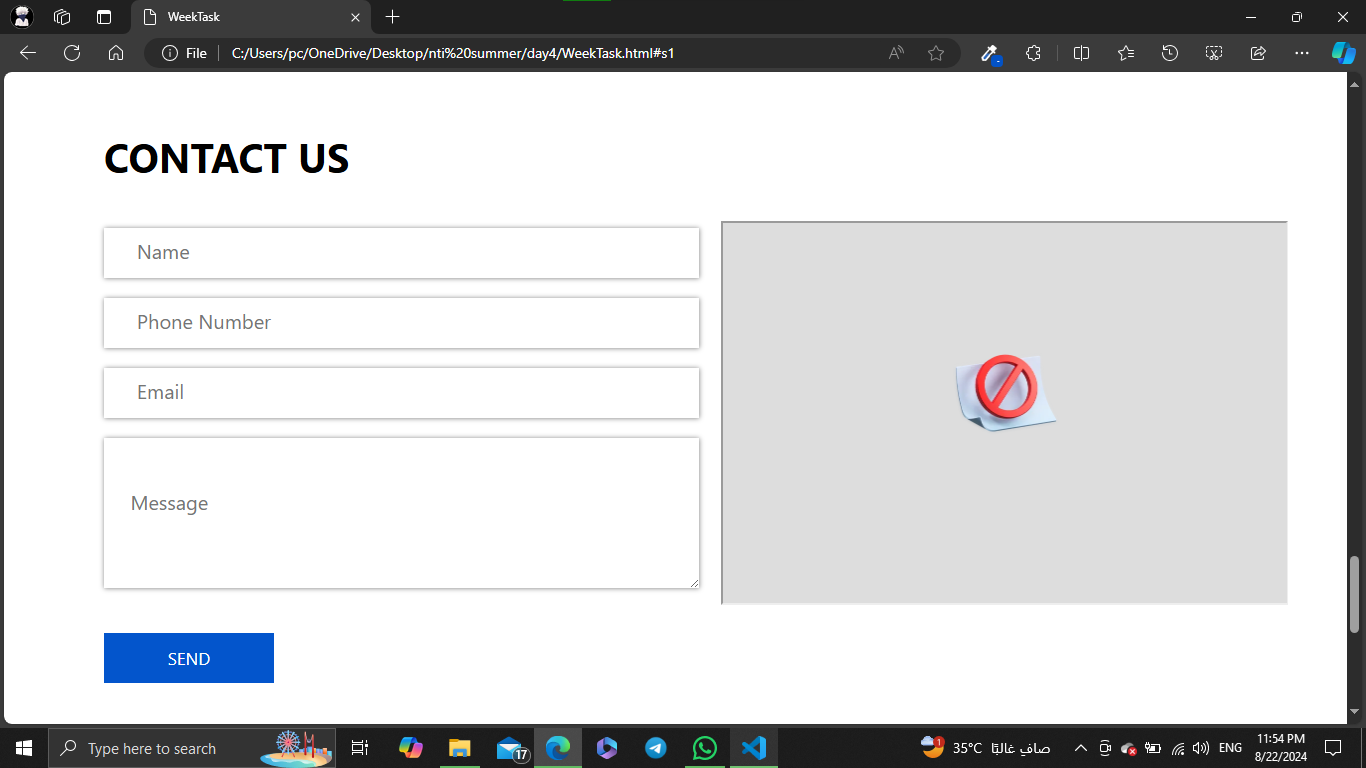 WeekTask
File
C:/Users/pc/OneDrive/Desktop/nti%20summer/day4/WeekTask.html#s1
CONTACT US
Name
Phone Number
Email
Message
SEND
Type here to search
17
1
35°C صاف غالبًا
ENG
11:54 PM
8/22/2024